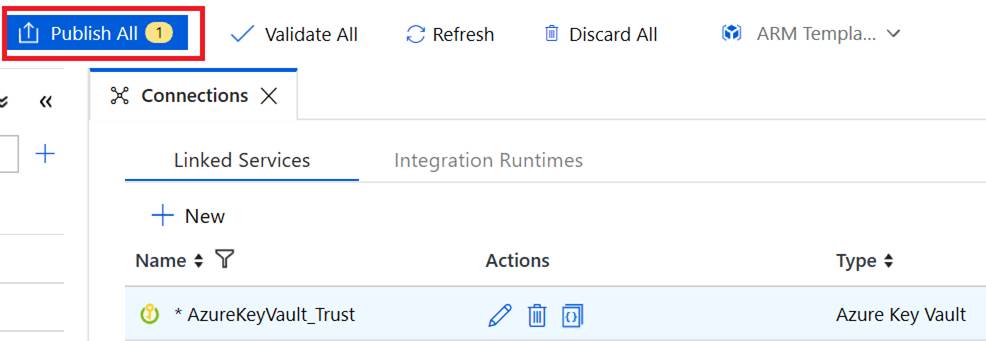 Publish All 1 Validate All Refresh Discard All ARM Templa...
Connections
Linked Services Integration Runtimes
New
Name Actions Type
* AzureKeyVault_Trust Azure Key Vault